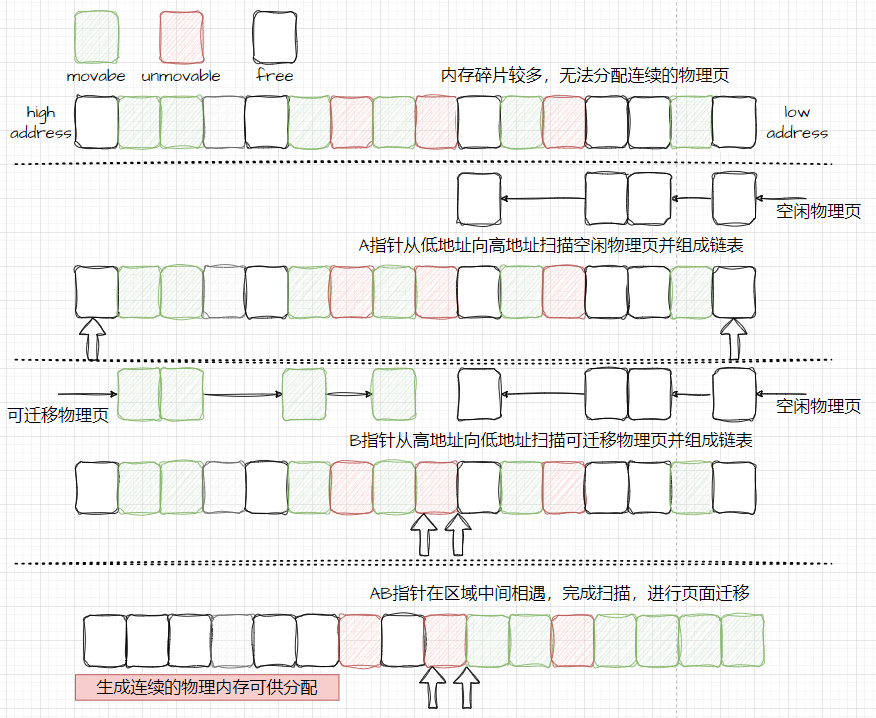 movabe
unmovable
free
内存碎片较多，无法分配连续的物理页
high
address
low
address
空闲物理页
A指针从低地址向高地址扫描空闲物理页并组成链表
可迁移物理页
空闲物理页
B指针从高地址向低地址扫描可迁移物理页并组成链表
AB指针在区域中间相遇，完成扫描，进行页面迁移
生成连续的物理内存可供分配